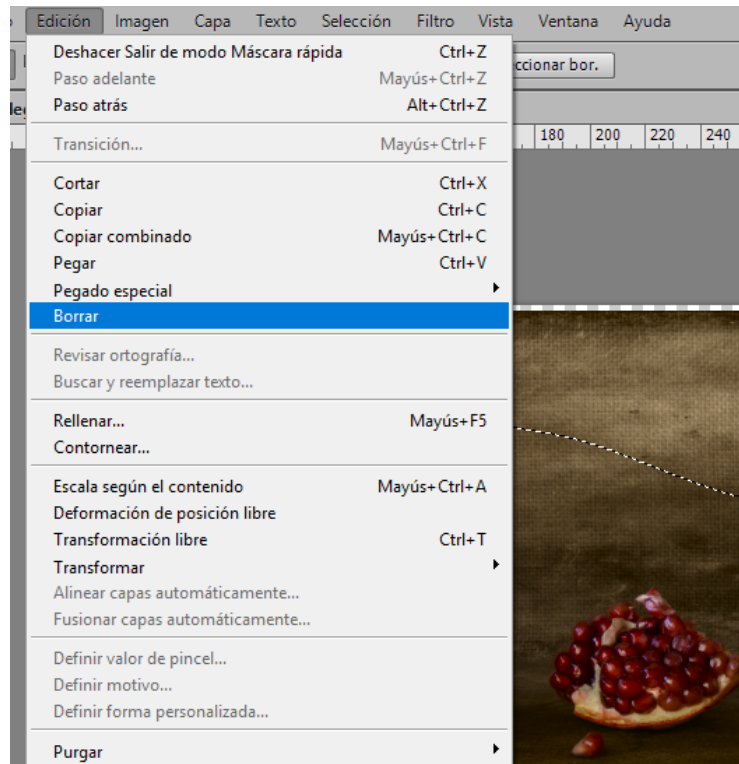 Edición Imagen Capa Texto Selección Filtro Vista Ventana Ayuda
Deshacer Salir de modo Máscara rápida Ctrl+Z
ccionar bor.
Paso adelante Mayús+Ctrl+Z
Paso atrás Alt+Ctrl+Z
Transición... Mayús+Ctrl+F
180 200 220 240
Cortar Ctrl+X
Copiar Ctrl+C
Copiar combinado Mayús+Ctrl+C
Pegar Ctrl+V
Pegado especial
Borrar
Revisar ortografía...
Buscar y reemplazar texto...
Rellenar... Mayús+F5
Contornear...
Escala según el contenido Mayús+Ctrl+A
Deformación de posición libre
Transformación libre Ctrl+T
Transformar
Alinear capas automáticamente...
Fusionar capas automáticamente...
Definir valor de pincel...
Definir motivo...
Definir forma personalizada...
Purgar